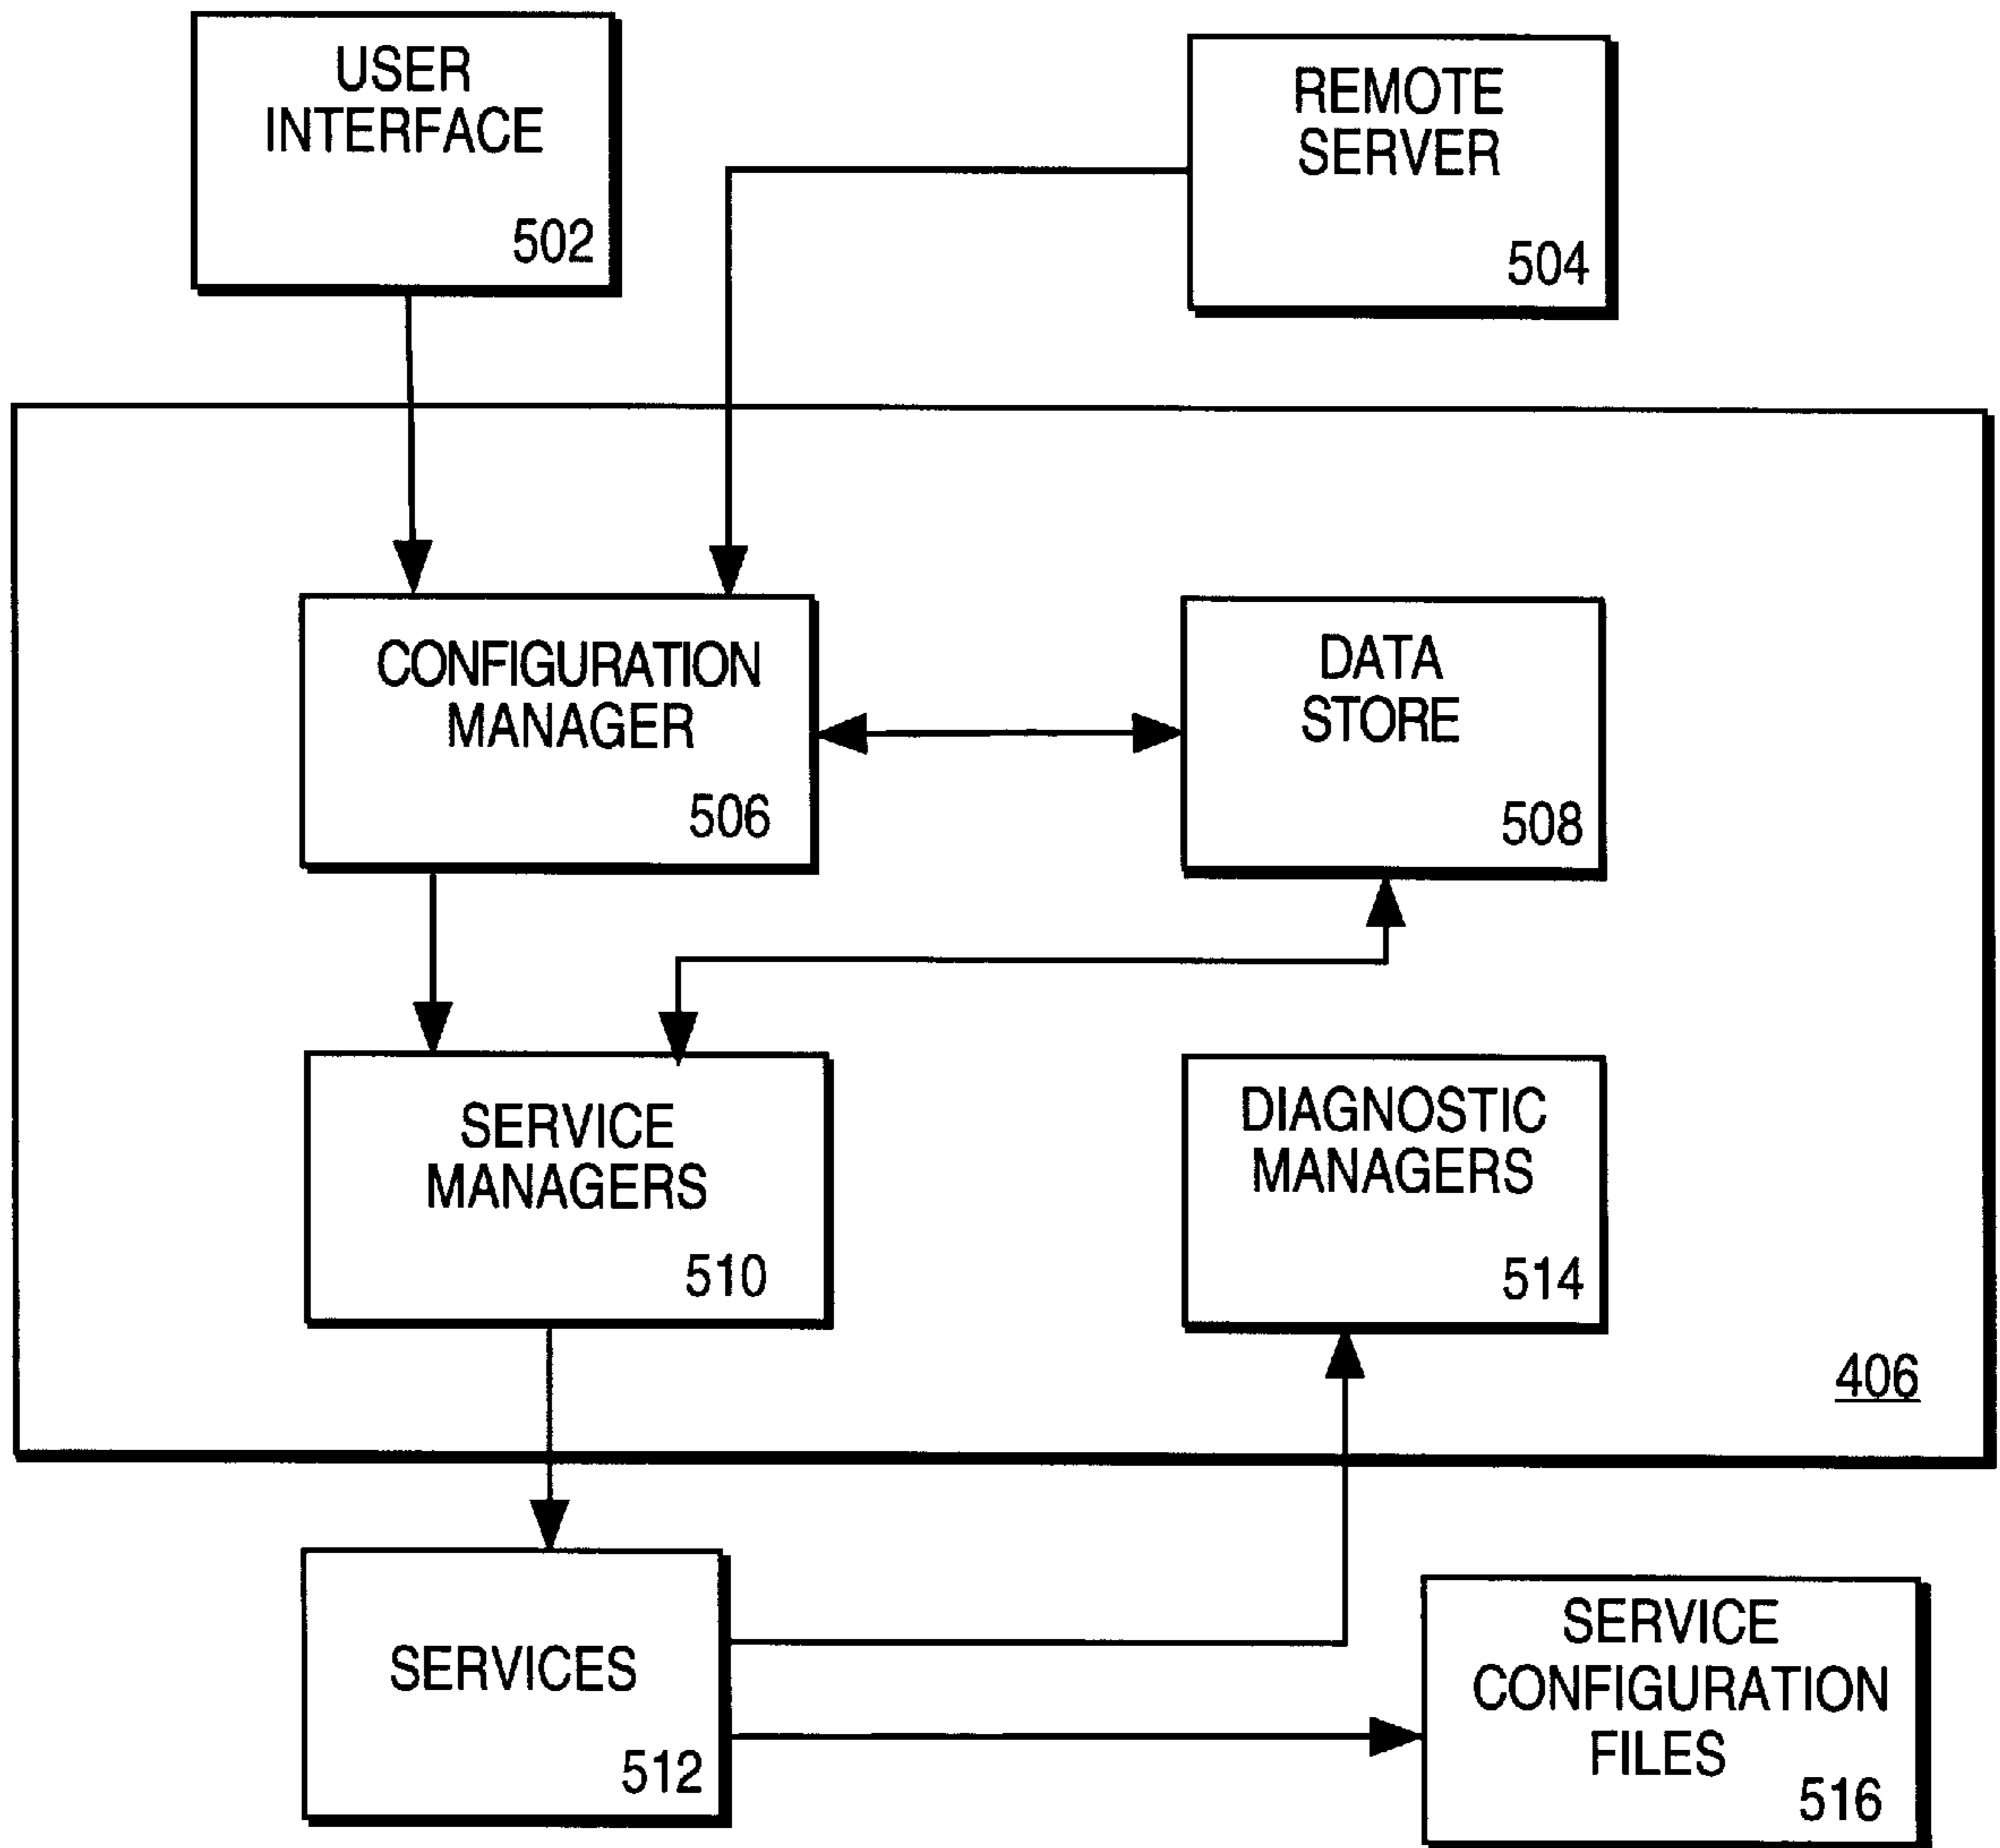 USER
INTERFACE
502
REMOTE
SERVER
504
CONFIGURATION
MANAGER
506
DATA
STORE
508
SERVICE
MANAGERS
510
DIAGNOSTIC
MANAGERS
514
406
SERVICES
512
SERVICE
CONFIGURATION
FILES
516